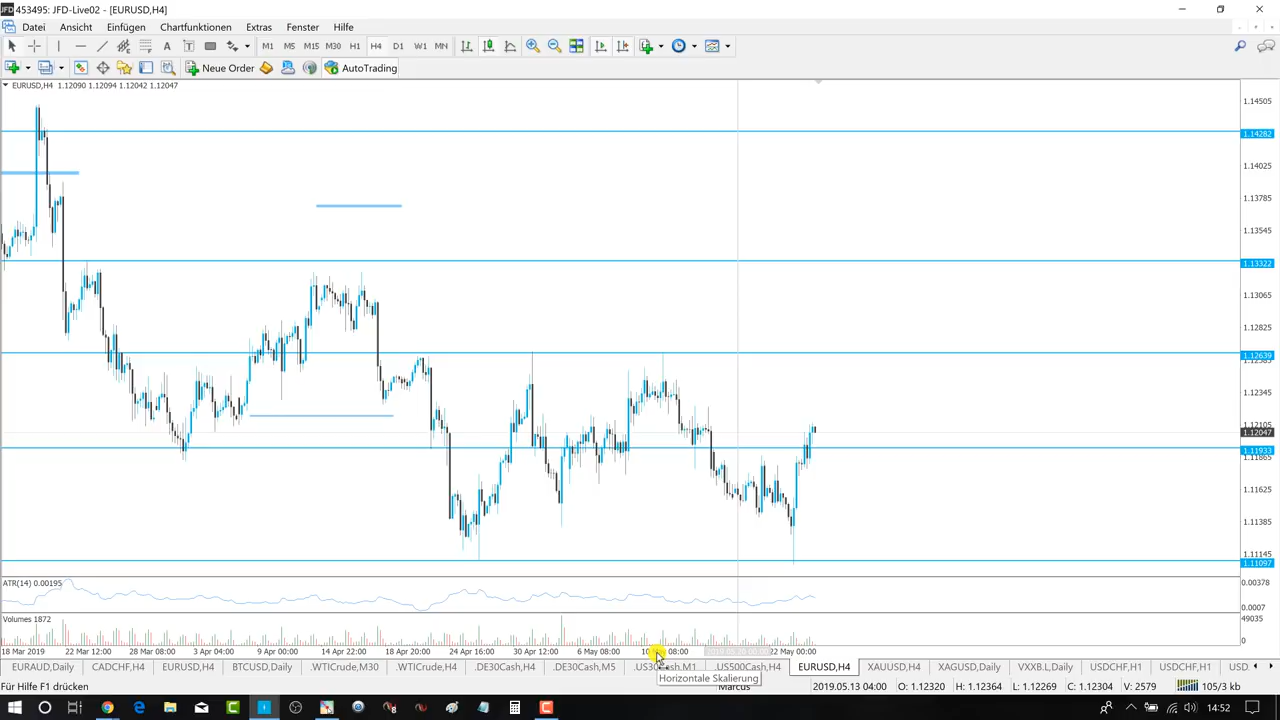 453495: JFD-Live02 - [EURUSD,H4]
Datei Ansicht Einfügen Chartfunktionen Extras Fenster Hilfe
A T M1 M5 M15 M30 H1 H4 D1 W1 MN
New Order AutoTrading
EURUSD,H4 1.12090 1.12094 1.12042 1.12047
1.14505
1.14282
1.14025
1.13785
1.13545
1.13322
1.13065
1.12825
1.12639
1.12345
1.12105
1.12047
1.11933
1.11865
1.11625
1.11385
1.11145
1.11097
ATR(14) 0.00195
0.00378
0.0007
Volumes 1872
49035
0
18 Mar 2019 22 Mar 12:00 28 Mar 08:00 3 Apr 04:00 9 Apr 00:00 14 Apr 22:00 18 Apr 20:00 24 Apr 16:00 30 Apr 12:00 6 May 08:00 08:00 22 May 00:00
EURAUD,Daily CADCHF,H4 EURUSD,H4 BTCUSD,Daily .WTICrude,M30 .WTICrude,H4 .DE30Cash,H4 .DE30Cash,M5 .US30Cash,M1 .US500Cash,H4 EURUSD,H4 XAUUSD,H4 XAGUSD,Daily VXXB.L,Daily USDCHF,H1 USDCHF,H1 USD.
Horizontale Skalierung
Für Hilfe F1 drücken Marcus 2019.05.13 04:00 O: 1.12320 H: 1.12364 L: 1.12269 C: 1.12304 V: 2579 105/3 kb
14:52